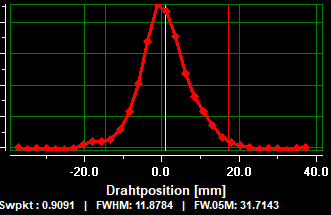 -20.0 0.0 20.0 40.0
Drahtposition [mm]
Swpkt : 0.9091 | FWHM: 11.8784 | FW.05M: 31.7143